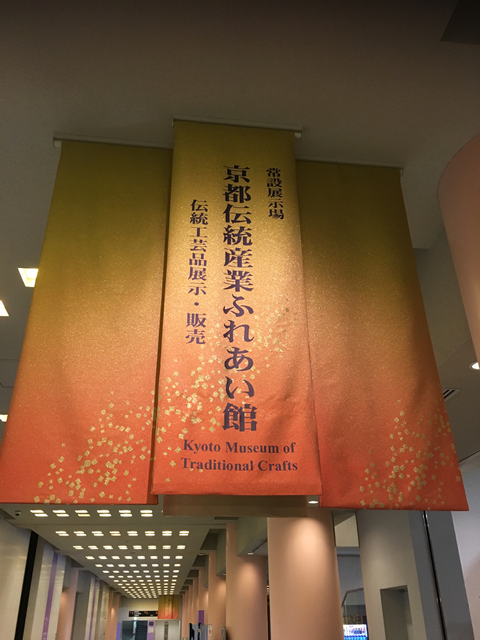 常設展示場
京都伝統産業ふれあい館
伝統工芸品展示・販売
Kyoto Museum of
Traditional Crafts